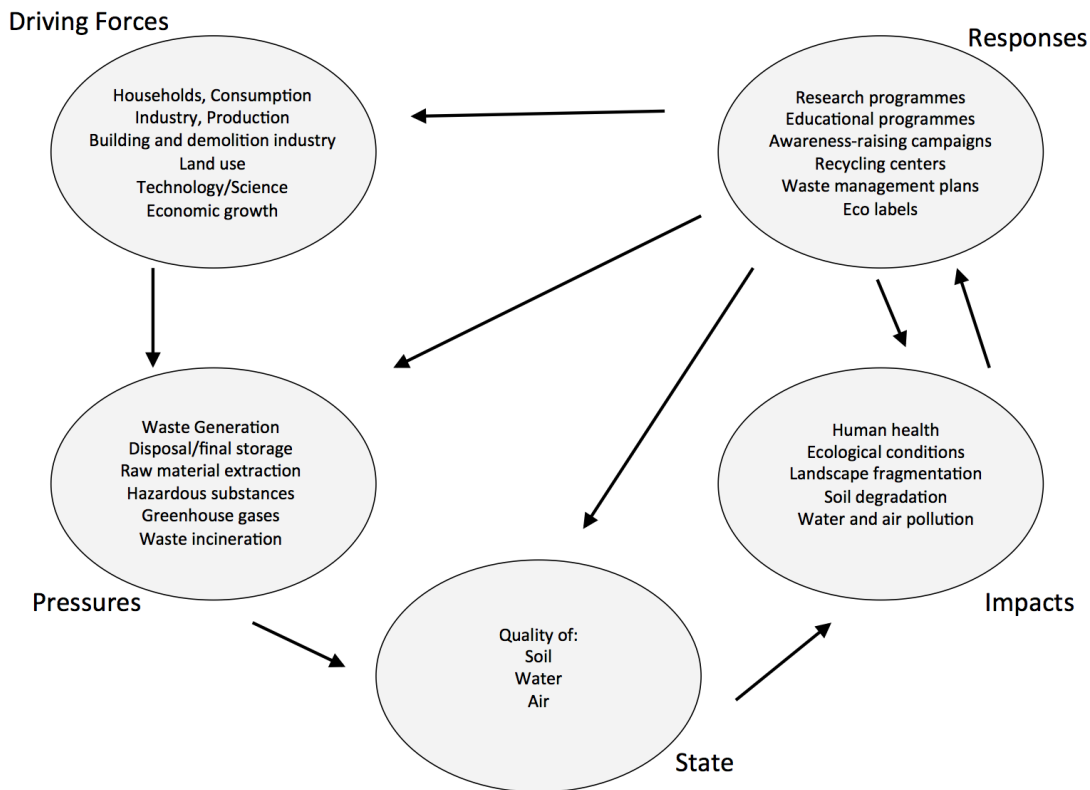 Driving Forces
Households, Consumption
Industry, Production
Building and demolition industry
Land use
Technology/Science
Economic growth
Responses
Research programmes
Educational programmes
Awareness-raising campaigns
Recycling centers
Waste management plans
Eco labels
Waste Generation
Disposal/final storage
Raw material extraction
Hazardous substances
Greenhouse gases
Waste incineration
Pressures
Human health
Ecological conditions
Landscape fragmentation
Soil degradation
Water and air pollution
Impacts
Quality of:
Soil
Water
Air
State